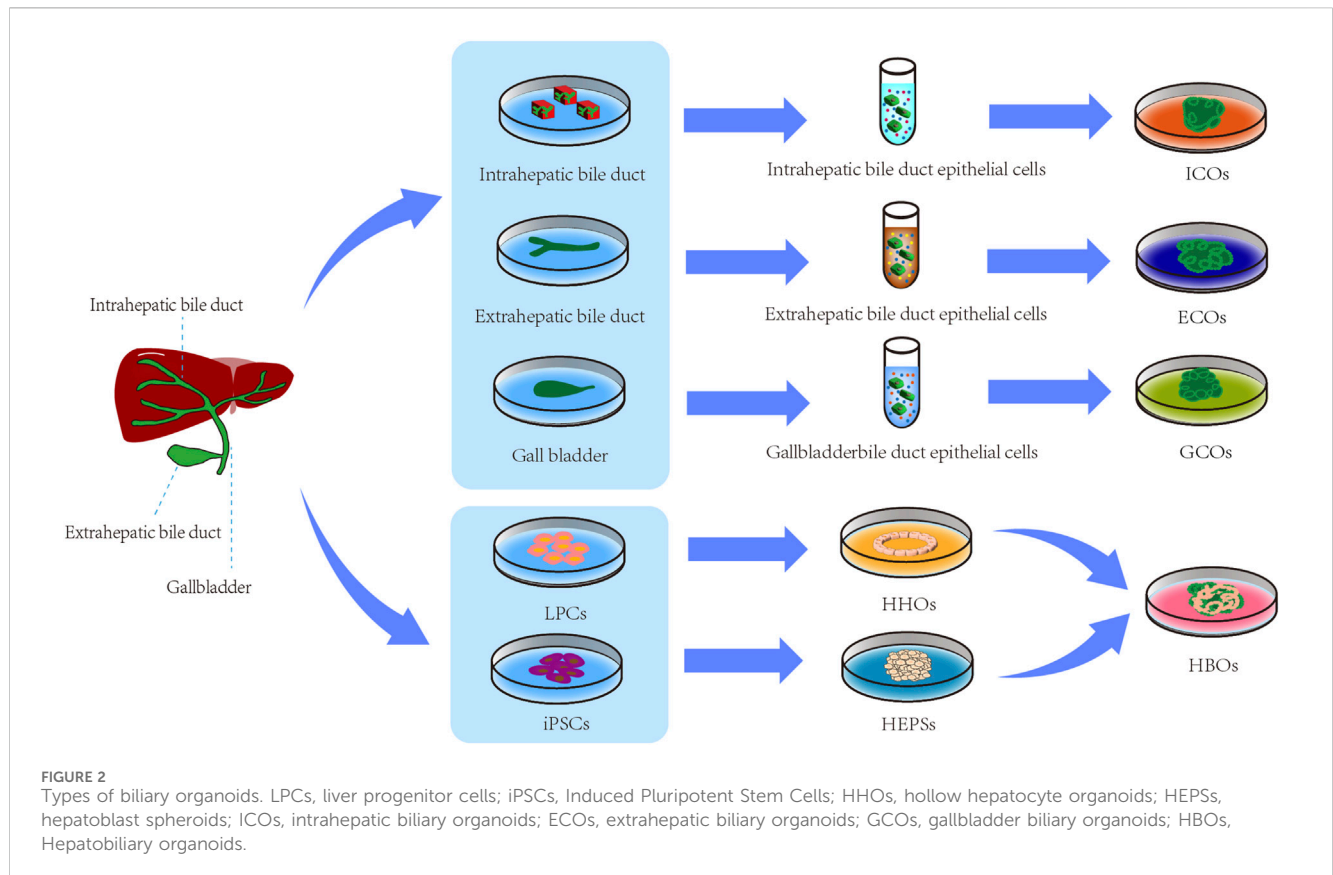 Intrahepatic bile duct
Extrahepatic bile duct
Gallbladder
Intrahepatic bile duct
Intrahepatic bile duct epithelial cells
ICOs
Extrahepatic bile duct
Extrahepatic bile duct epithelial cells
ECOs
Gall bladder
Gallbladderbile duct epithelial cells
GCOs
LPCs
HHOs
iPSCs
HEPSs
HBOs
FIGURE 2
Types of biliary organoids. LPCs, liver progenitor cells; iPSCs, Induced Pluripotent Stem Cells; HHOs, hollow hepatocyte organoids; HEPSs,
hepatoblast spheroids; ICOs, intrahepatic biliary organoids; ECOs, extrahepatic biliary organoids; GCOs, gallbladder biliary organoids; HBOs,
Hepatobiliary organoids.